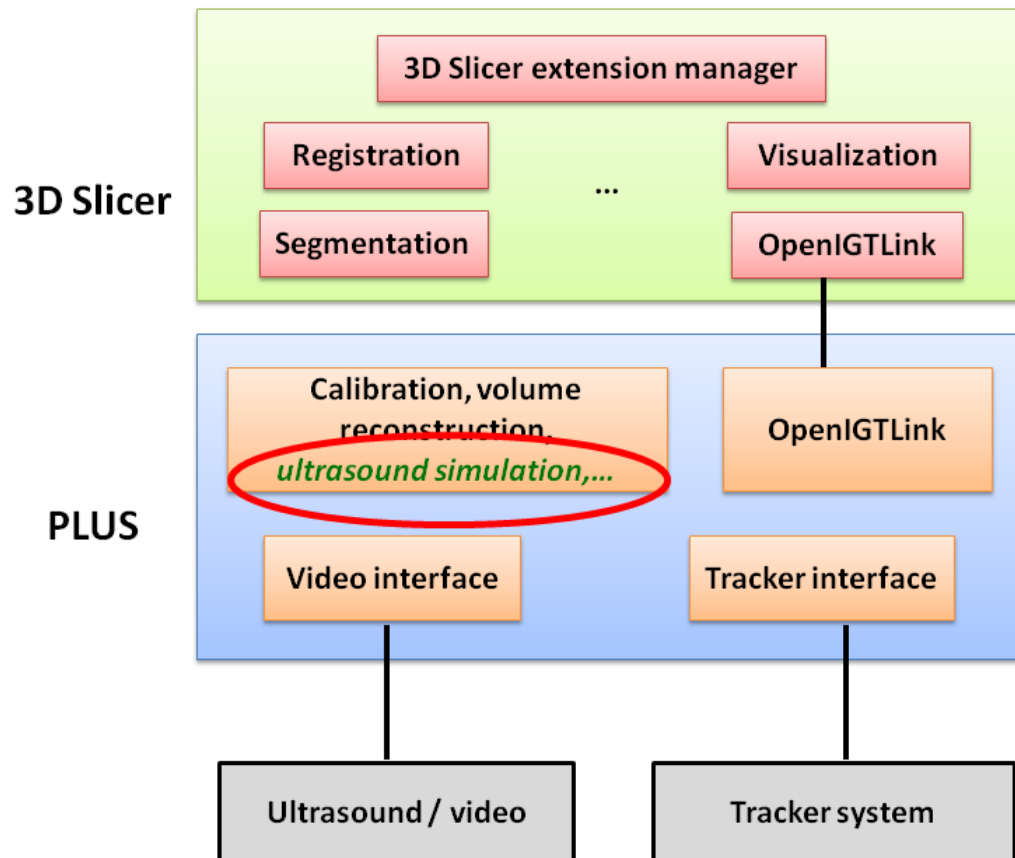 3D Slicer extension manager
Registration
...
Visualization
3D Slicer
Segmentation
OpenIGTLink
Calibration, volume
reconstruction,
ultrasound simulation,...
OpenIGTLink
PLUS
Video interface
Tracker interface
Ultrasound / video
Tracker system